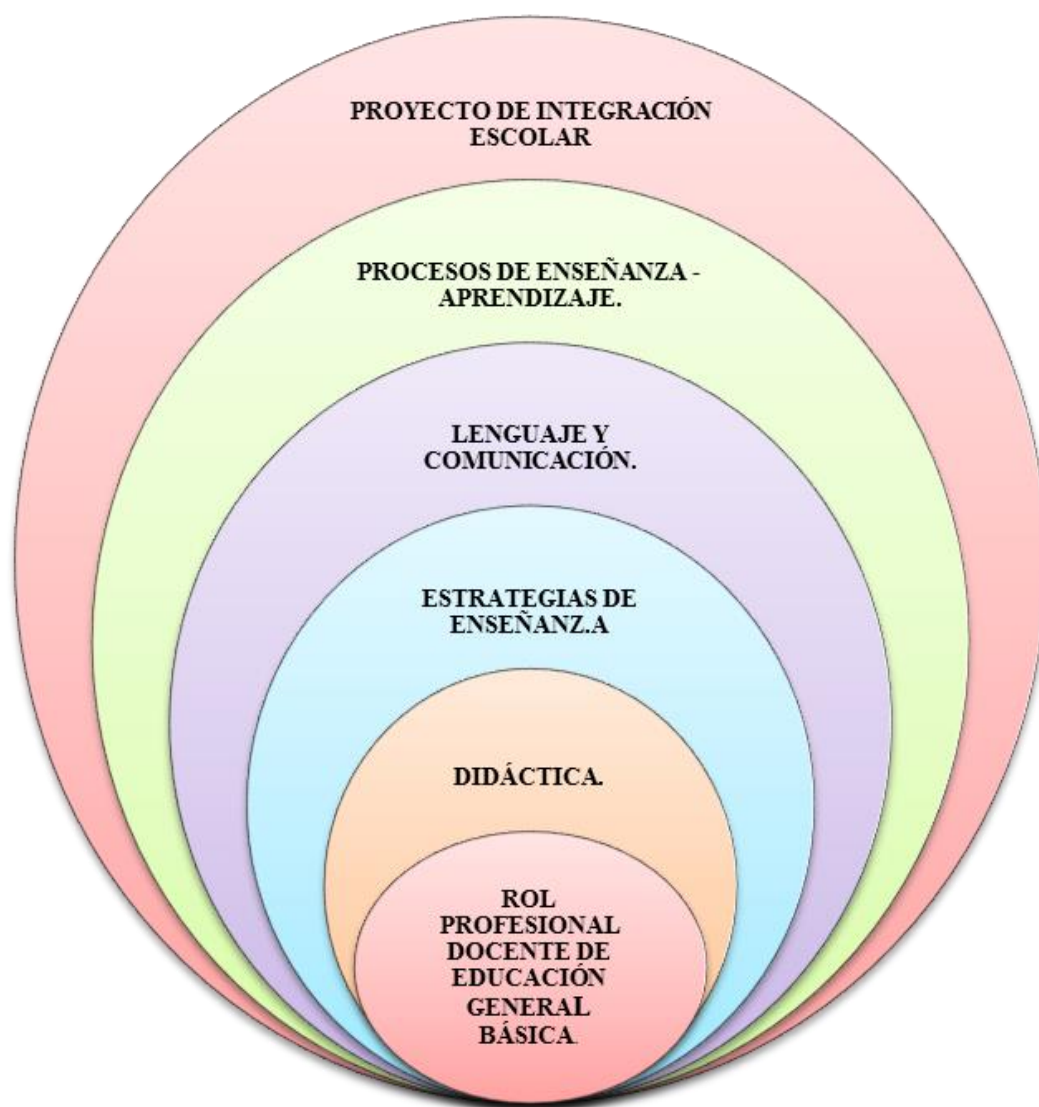 PROYECTO DE INTEGRACIÓN
ESCOLAR
PROCESOS DE ENSEÑANZA -
APRENDIZAJE.
LENGUAJE Y
COMUNICACIÓN.
ESTRATEGIAS DE
ENSEÑANZ.A
DIDÁCTICA.
ROL
PROFESIONAL
DOCENTE DE
EDUCACIÓN
GENERAL
BÁSICA.